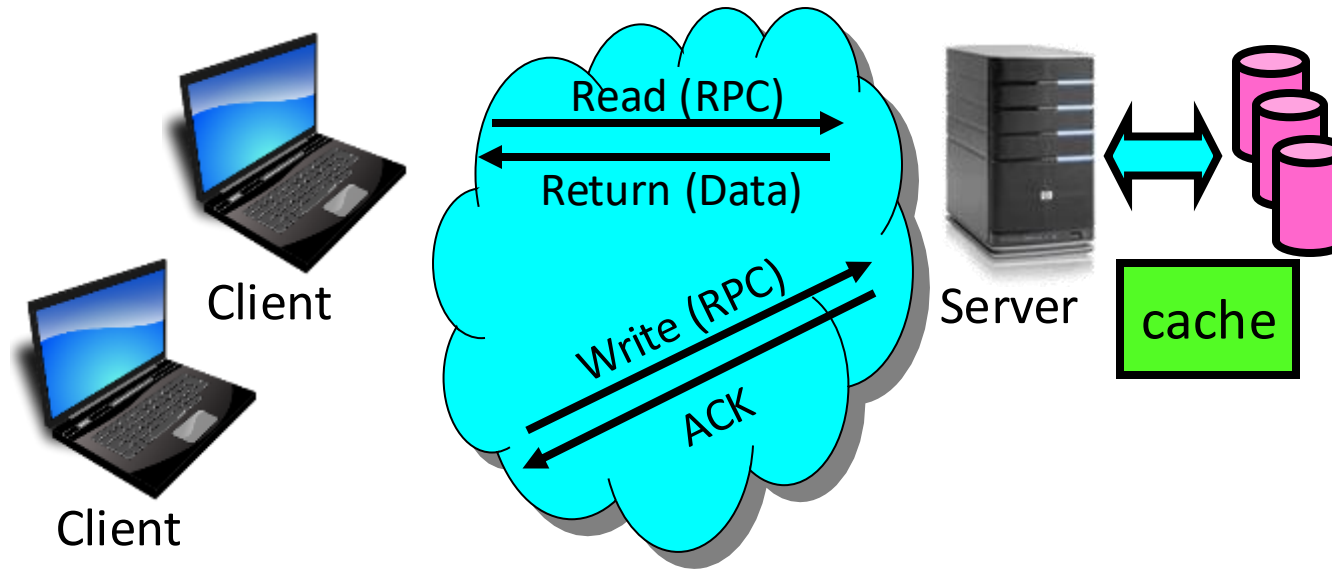 Read (RPC)
Return (Data)
Client
Server
Write (RPC)
cache
ACK
Client